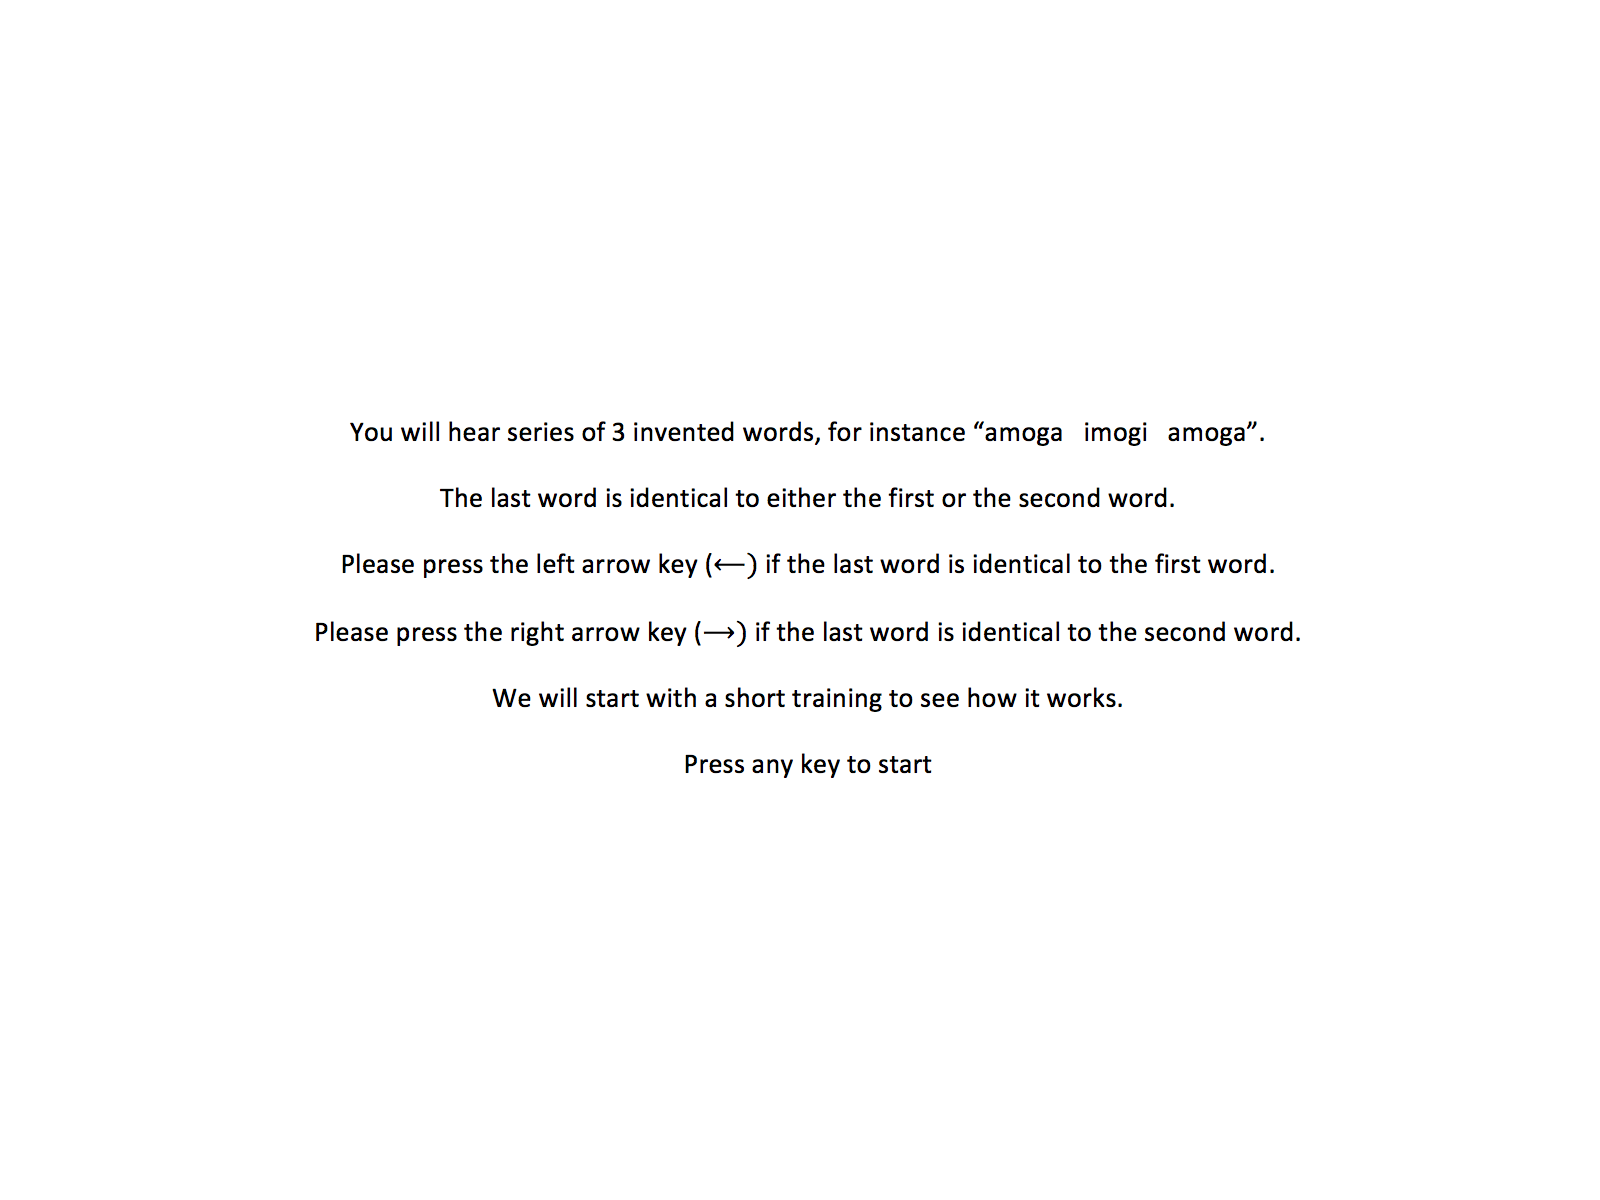 You will hear series of 3 invented words, for instance “amoga   imogi   amoga”.
The last word is identical to either the first or the second word.
Please press the left arrow key (←) if the last word is identical to the first word.
Please press the right arrow key (→) if the last word is identical to the second word.
We will start with a short training to see how it works.
Press any key to start